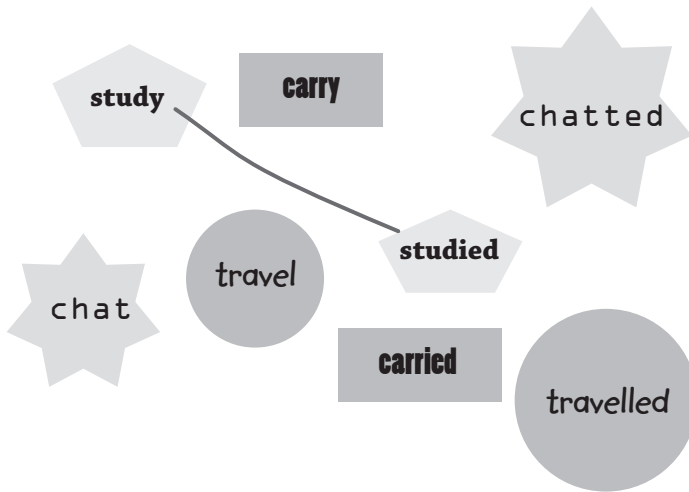 study
carry
chatted
studied
travel
chat
carried
travelled